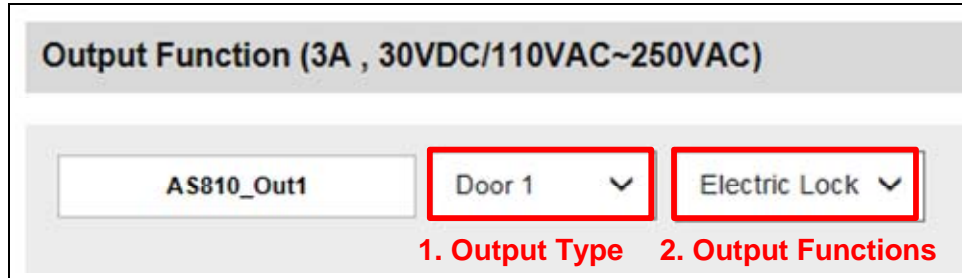 Output Function (3A , 30VDC/110VAC~250VAC)
AS810_Out1 Door 1 Electric Lock
1. Output Type 2. Output Functions